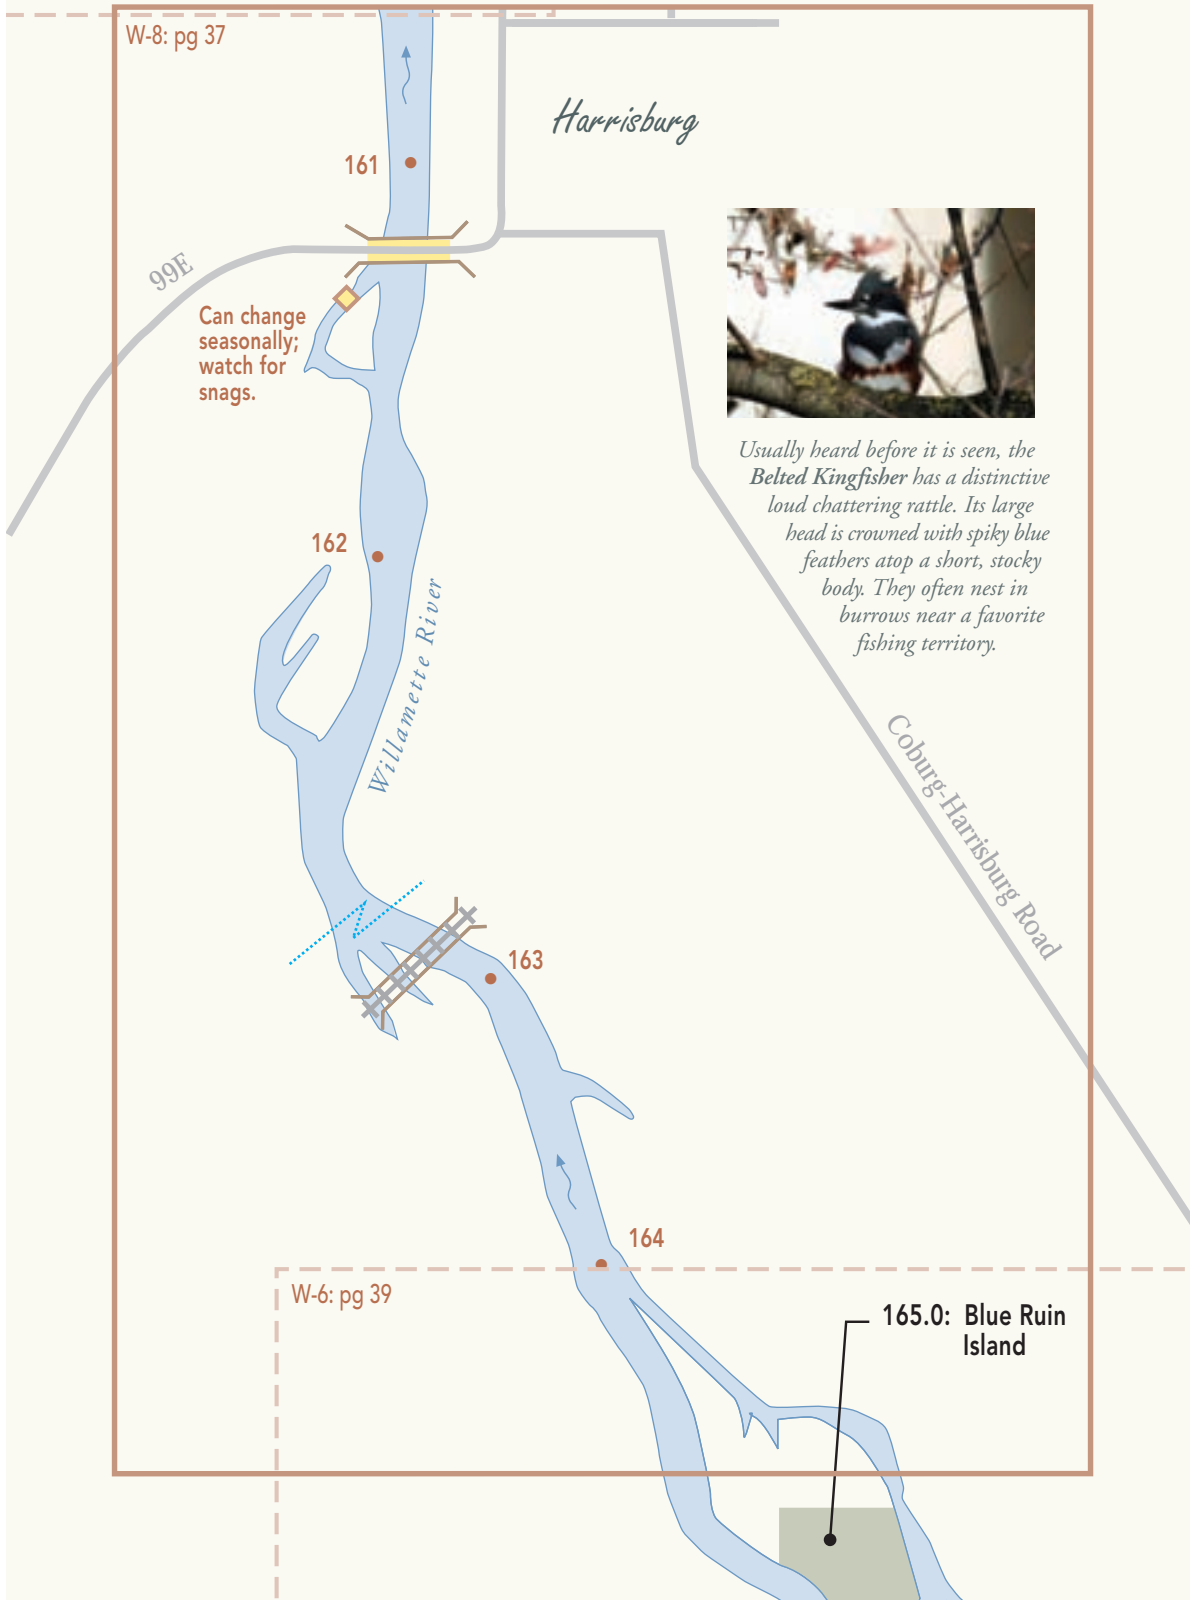 W-8: pg 37
Harrisburg
161
99E
Can change
seasonally;
watch for
snags.
Usually heard before it is seen, the
Belted Kingfisher has a distinctive
loud chattering rattle. Its large
head is crowned with spiky blue
feathers atop a short, stocky
body. They often nest in
burrows near a favorite
fishing territory.
162
Willamette River
Coburg-Harrisburg Road
163
164
W-6: pg 39
165.0: Blue Ruin
Island